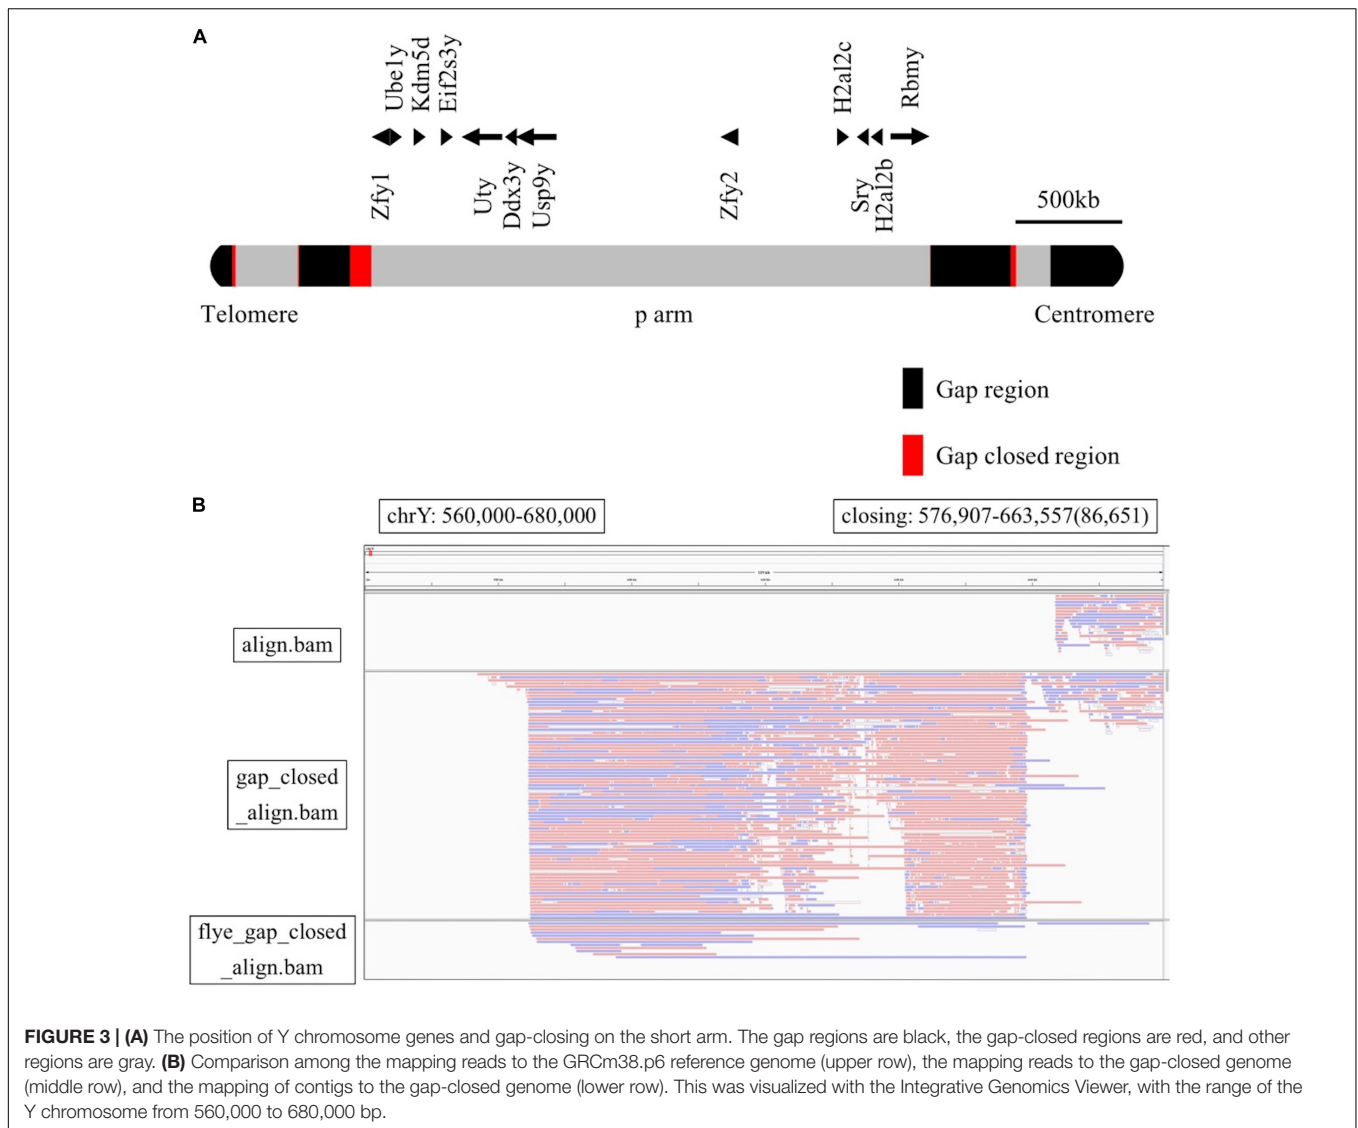 A
Ube1y
Kdm5d
Eif2s3y
H2al2c
Rbmy
Zfy1
Uty
Ddx3y
Usp9y
Zfy2
Sry
H2al2b
500kb
Telomere
p arm
Centromere
Gap region
Gap closed region
B
chrY: 560,000-680,000
closing: 576,907-663,557(86,651)
align.bam
gap_closed
_align.bam
flye_gap_closed
_align.bam
FIGURE 3 | (A) The position of Y chromosome genes and gap-closing on the short arm. The gap regions are black, the gap-closed regions are red, and other
regions are gray. (B) Comparison among the mapping reads to the GRCm38.p6 reference genome (upper row), the mapping reads to the gap-closed genome
(middle row), and the mapping of contigs to the gap-closed genome (lower row). This was visualized with the Integrative Genomics Viewer, with the range of the
Y chromosome from 560,000 to 680,000 bp.